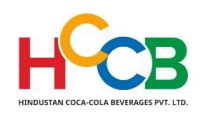 HCCB
HINDUSTAN COCA-COLA BEVERAGES PVT. LTD.